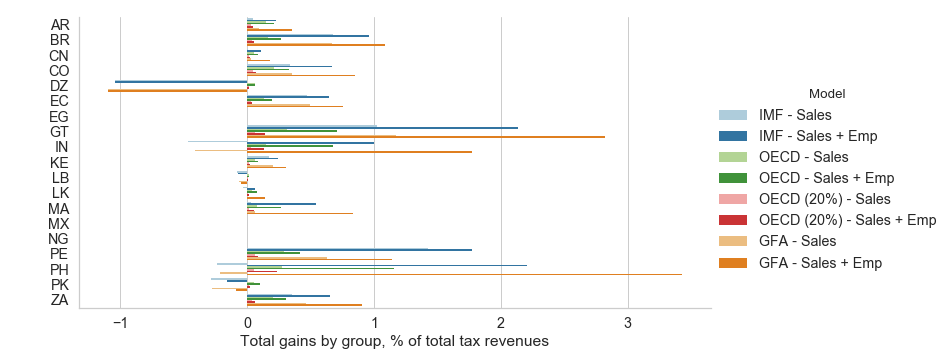 AR
BR
CN
CO
DZ
EC
EG
GT
IN
KE
LB
LK
MA
MX
NG
PE
PH
PK
ZA
−1 0 1 2 3
Total gains by group, % of total tax revenues
Model
IMF - Sales
IMF - Sales + Emp
OECD - Sales
OECD - Sales + Emp
OECD (20%) - Sales
OECD (20%) - Sales + Emp
GFA - Sales
GFA - Sales + Emp